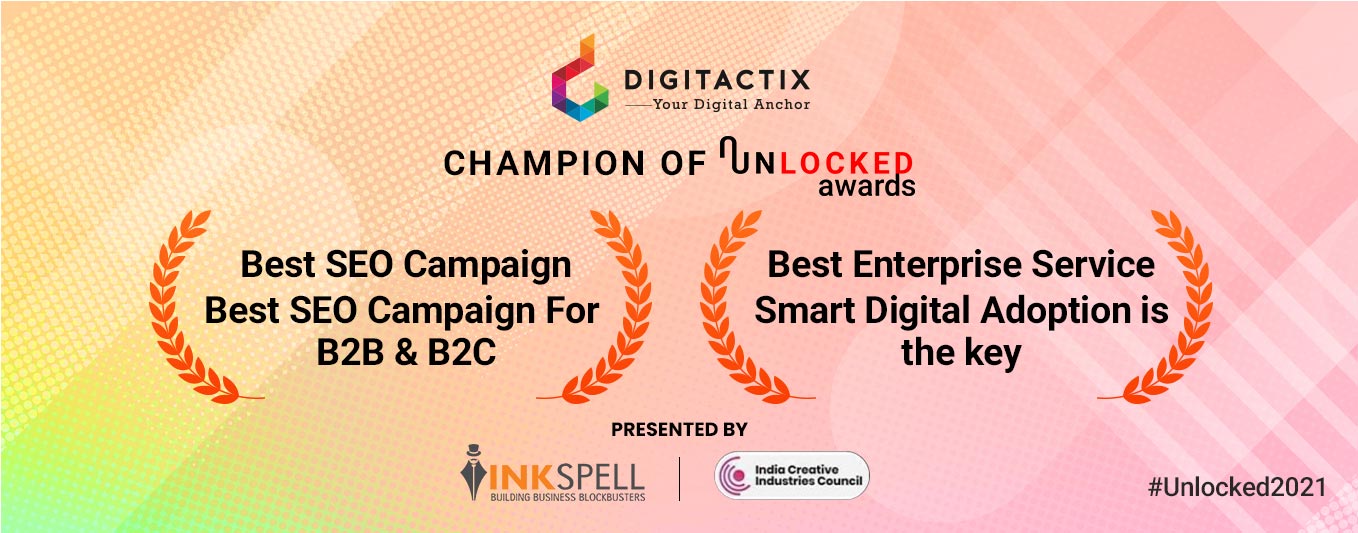 DIGITACTIX
Your Digital Anchor
CHAMPION OF UNLOCKED
awards
Best SEO Campaign
Best SEO Campaign For
B2B & B2C
Best Enterprise Service
Smart Digital Adoption is
the key
PRESENTED BY
INKSPELL
BUILDING BUSINESS BLOCKBUSTERS
India Creative
Industries Council
#Unlocked2021